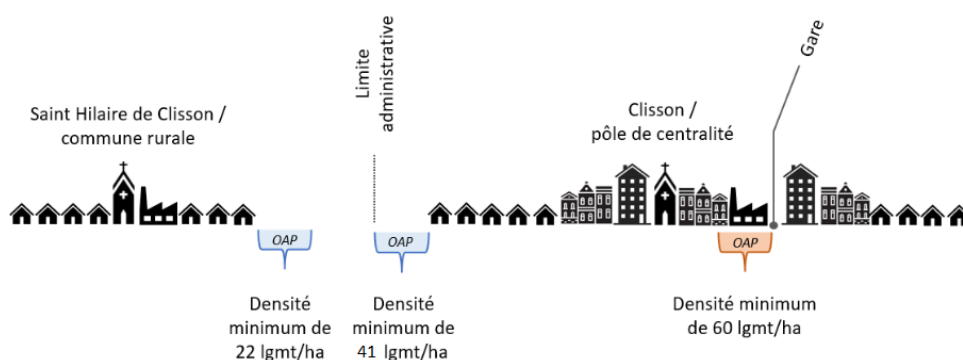 Saint Hilaire de Clisson /
commune rurale
Limite
administrative
Clisson /
pôle de centralité
Gare
OAP
OAP
OAP
Densité
minimum de
22 lgmt/ha
Densité
minimum de
41 lgmt/ha
Densité minimum
de 60 lgmt/ha